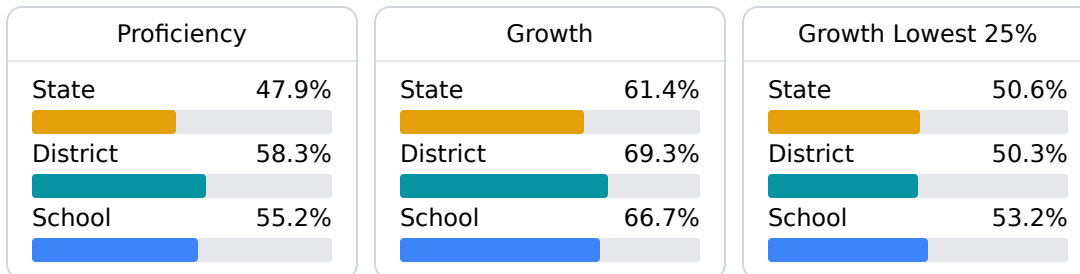 Proficiency
State 47.9%
District 58.3%
School 55.2%
Growth
State 61.4%
District 69.3%
School 66.7%
Growth Lowest 25%
State 50.6%
District 50.3%
School 53.2%